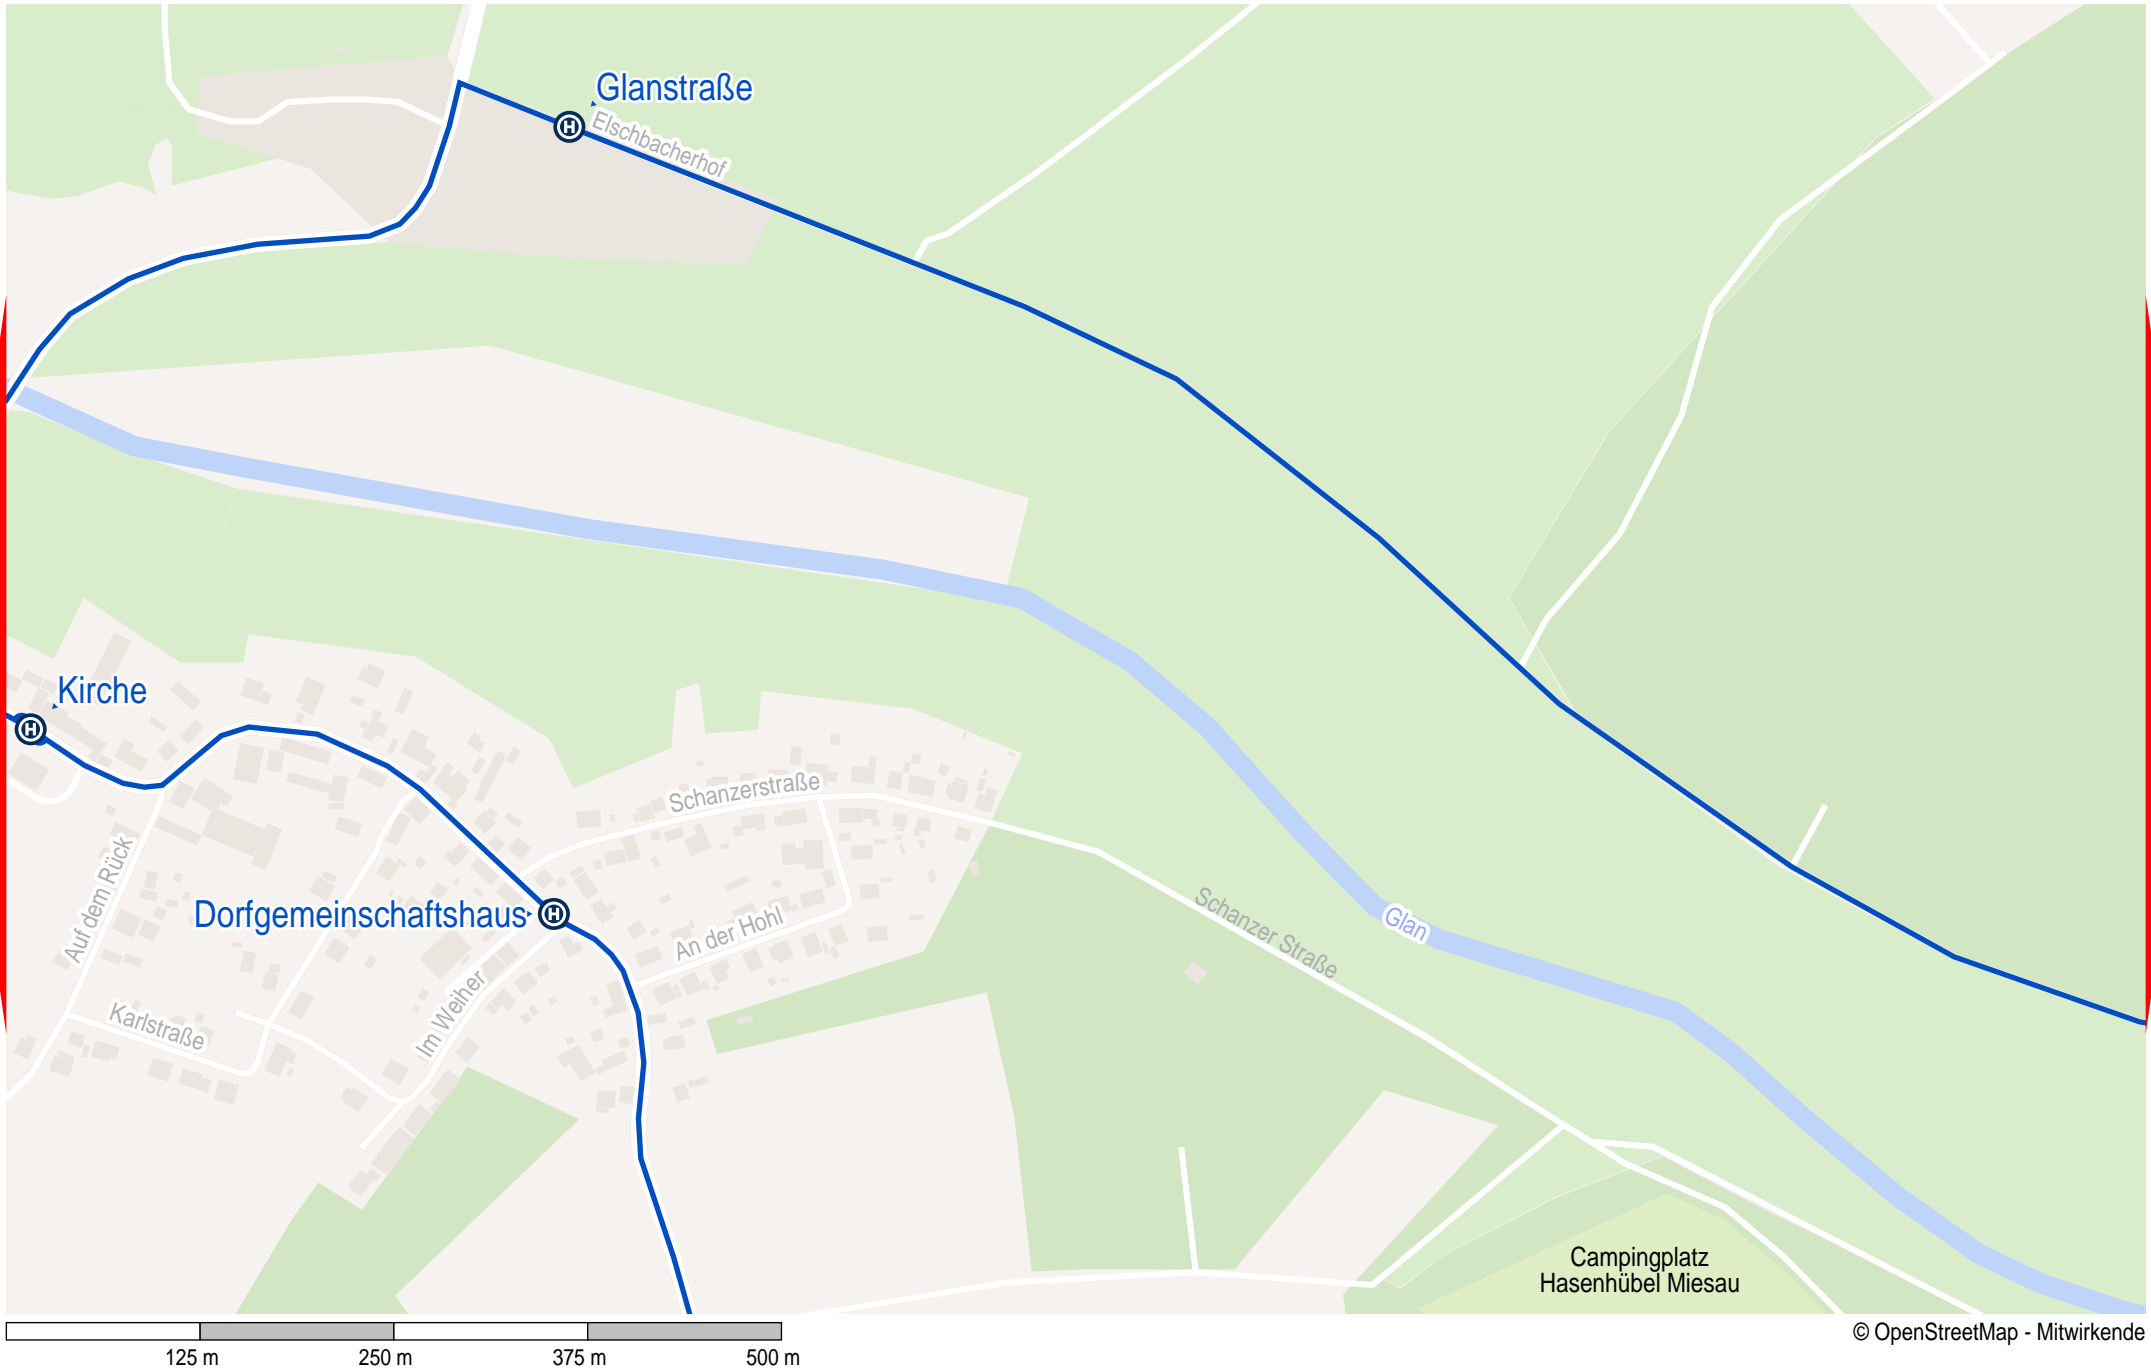 Glanstraße
H
Elschbacherhof
Kirche
H
Schanzerstraße
Auf dem Rück
Dorfgemeinschaftshaus
H
An der Hohl
Schanzer Straße
Glan
Im Weiher
Karlstraße
Campingplatz
Hasenhübel Miesau
125 m
250 m
375 m
500 m
© OpenStreetMap - Mitwirkende